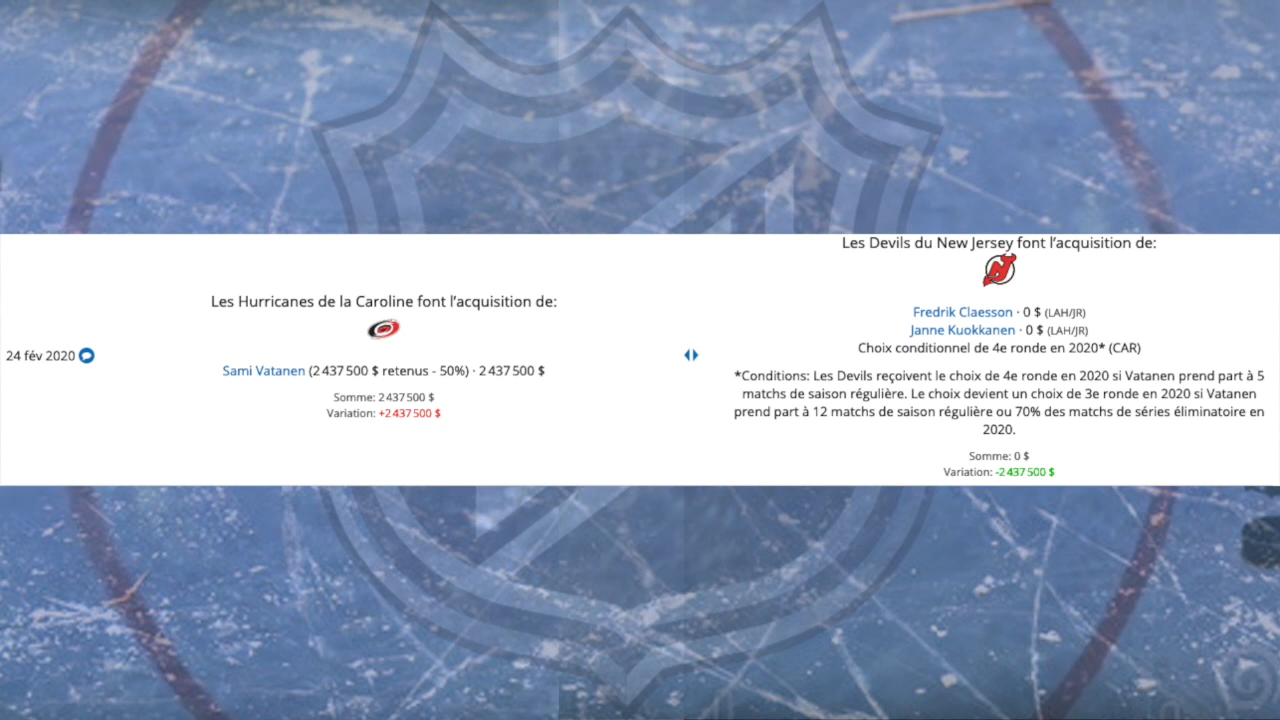 24 fév 2020
Les Hurricanes de la Caroline font l'acquisition de:
Sami Vatanen (2 437 500 $ retenus - 50%) · 2 437 500 $
Somme: 2 437 500 $
Variation: +2 437 500 $
Les Devils du New Jersey font l'acquisition de:
Fredrik Claesson · 0 $ (LAH/JR)
Janne Kuokkanen · 0 $ (LAH/JR)
Choix conditionnel de 4e ronde en 2020* (CAR)
*Conditions: Les Devils reçoivent le choix de 4e ronde en 2020 si Vatanen prend part à 5
matchs de saison régulière. Le choix devient un choix de 3e ronde en 2020 si Vatanen
prend part à 12 matchs de saison régulière ou 70% des matchs de séries éliminatoire en
2020.
Somme: 0 $
Variation: -2 437 500 $